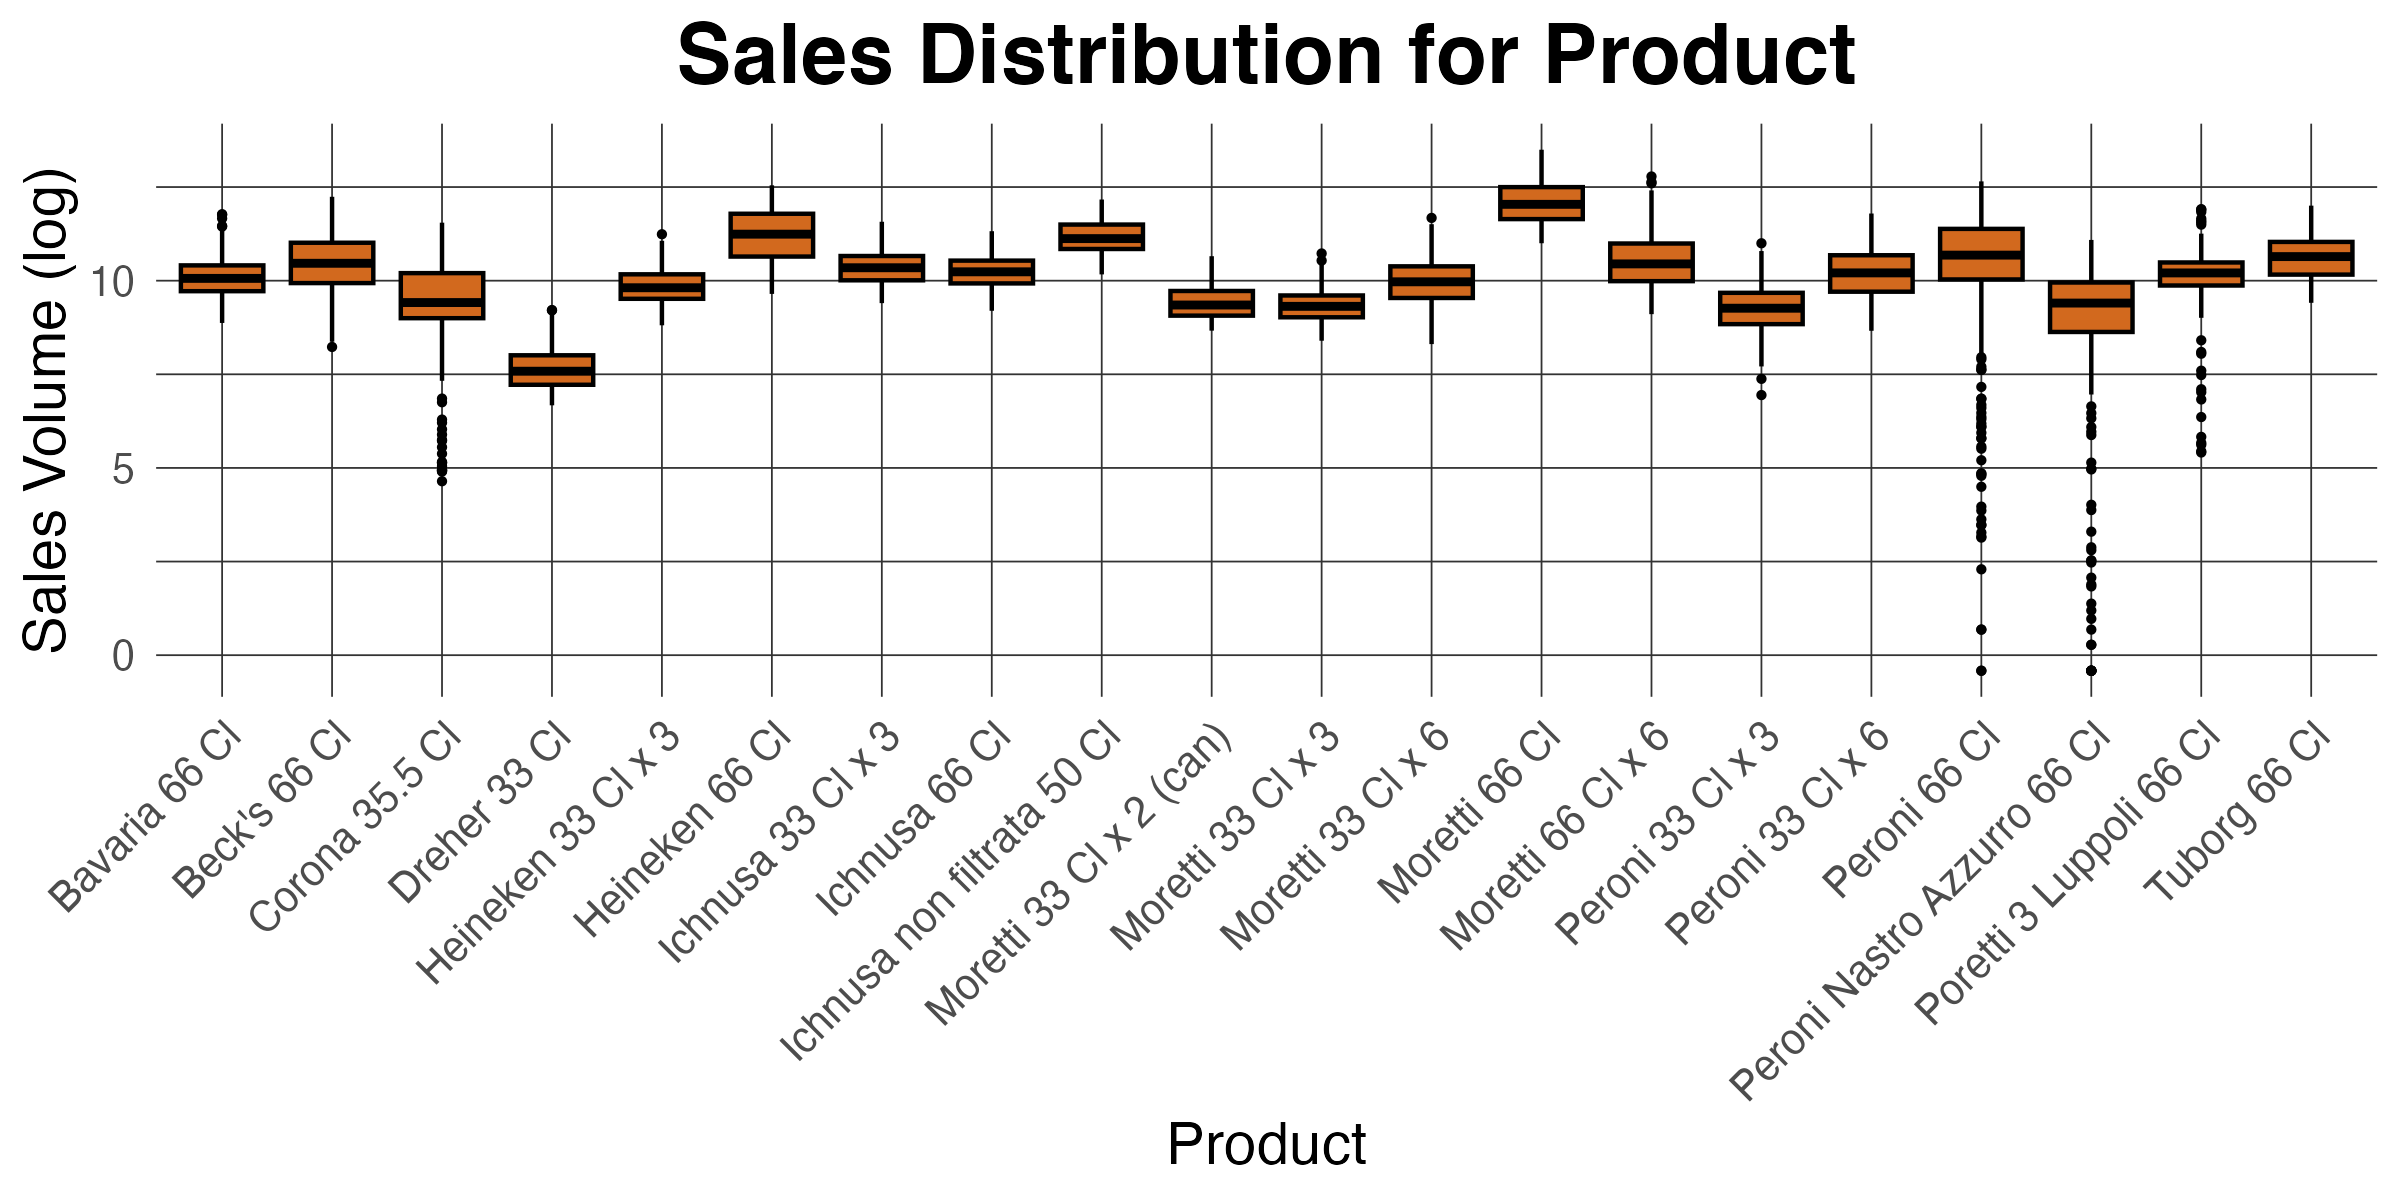 Sales Distribution for Product
Sales Volume (log)
10
5
0
Bavaria 66 Cl
Beck's 66 Cl
Corona 35.5 Cl
Dreher 33 Cl
Heineken 33 Cl x 3
Heineken 66 Cl
Ichnusa 33 Cl x 3
Ichnusa 66 Cl
Ichnusa non filtrata 50 Cl
Moretti 33 Cl x 2 (can)
Moretti 33 Cl x 3
Moretti 33 Cl x 6
Moretti 66 Cl
Moretti 66 Cl x 6
Peroni 33 Cl x 3
Peroni 33 Cl x 6
Peroni 66 Cl
Peroni Nastro Azzurro 66 Cl
Poretti 3 Luppoli 66 Cl
Tuborg 66 Cl
Product